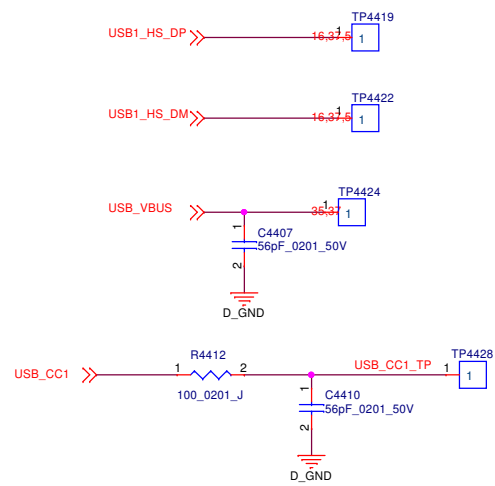 TP4419
USB1_HS_DP
1
16,37,5
1
TP4422
USB1_HS_DM
1
16,37,5
1
TP4424
USB_VBUS
1
35,37
1
1
C4407
56pF_0201_50V
2
D_GND
R4412
TP4428
USB_CC1
1
2
USB_CC1_TP
1
1
100_0201_J
1
C4410
56pF_0201_50V
2
D_GND